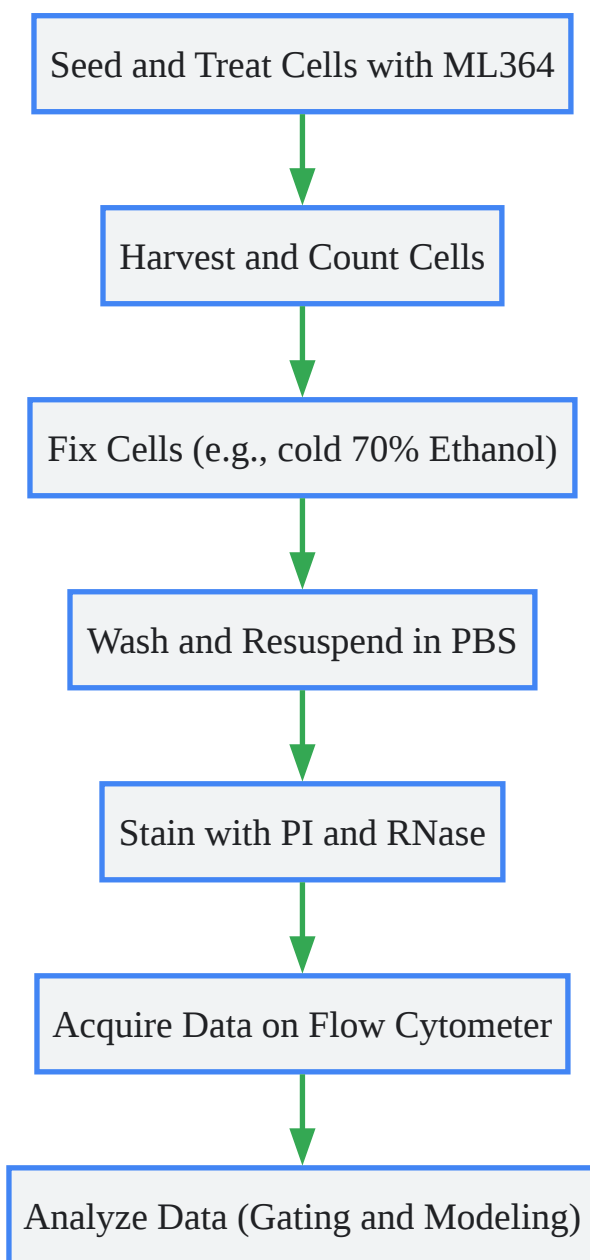 Seed and Treat Cells with ML364
Harvest and Count Cells
Fix Cells (e.g., cold 70% Ethanol)
Wash and Resuspend in PBS
Stain with PI and RNase
Acquire Data on Flow Cytometer
Analyze Data (Gating and Modeling)